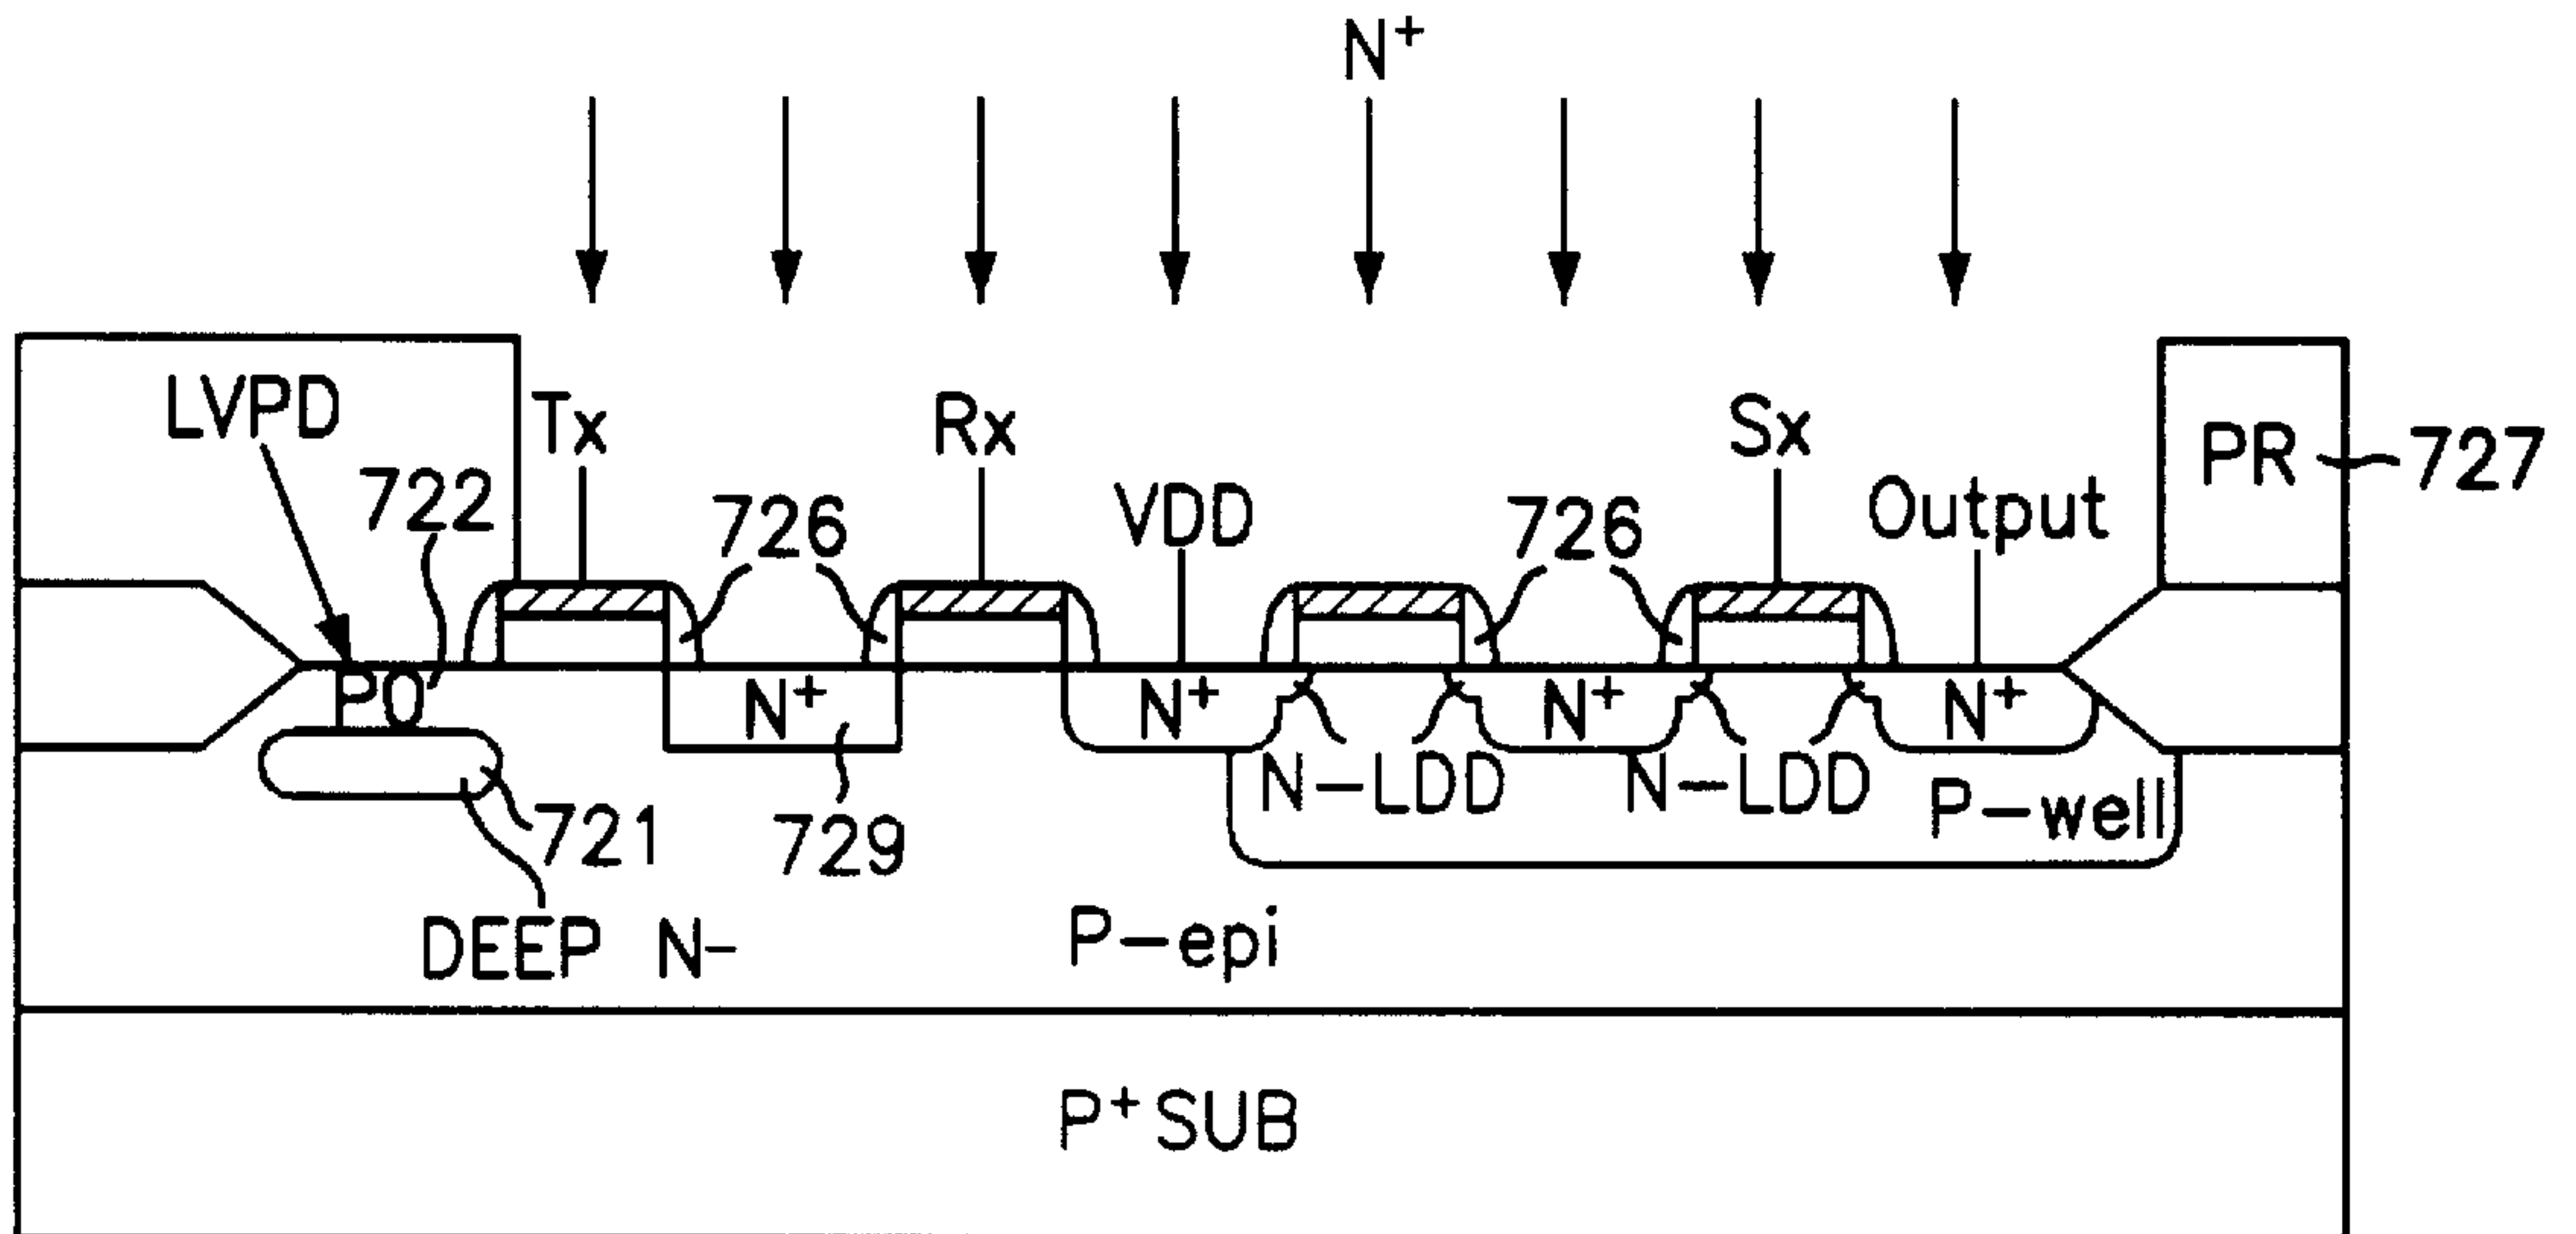 N+
LVPD
Tx
Rx
Sx
PR
727
722
726
VDD
726
Output
P0
N+
N+
N+
N+
721
729
N-LDD
N-LDD
P-well
DEEP N-
P-epi
P+ SUB